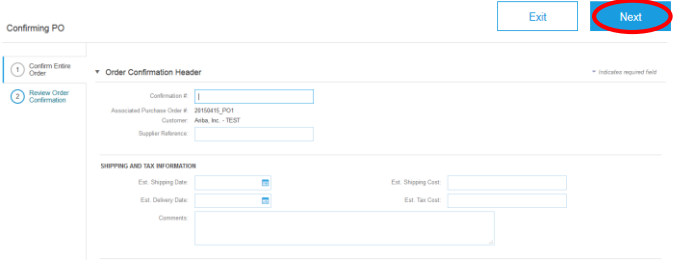 Exit
Next
Confirming PO
1 Confirm Entire
Order
2 Review Order
Confirmation
▼ Order Confirmation Header
* Indicates required field
Confirmation #:
Associated Purchase Order #: 20150415_PO1
Customer: Ariba, Inc. - TEST
Supplier Reference:
SHIPPING AND TAX INFORMATION
Est. Shipping Date:
Est. Shipping Cost:
Est. Delivery Date:
Est. Tax Cost:
Comments: